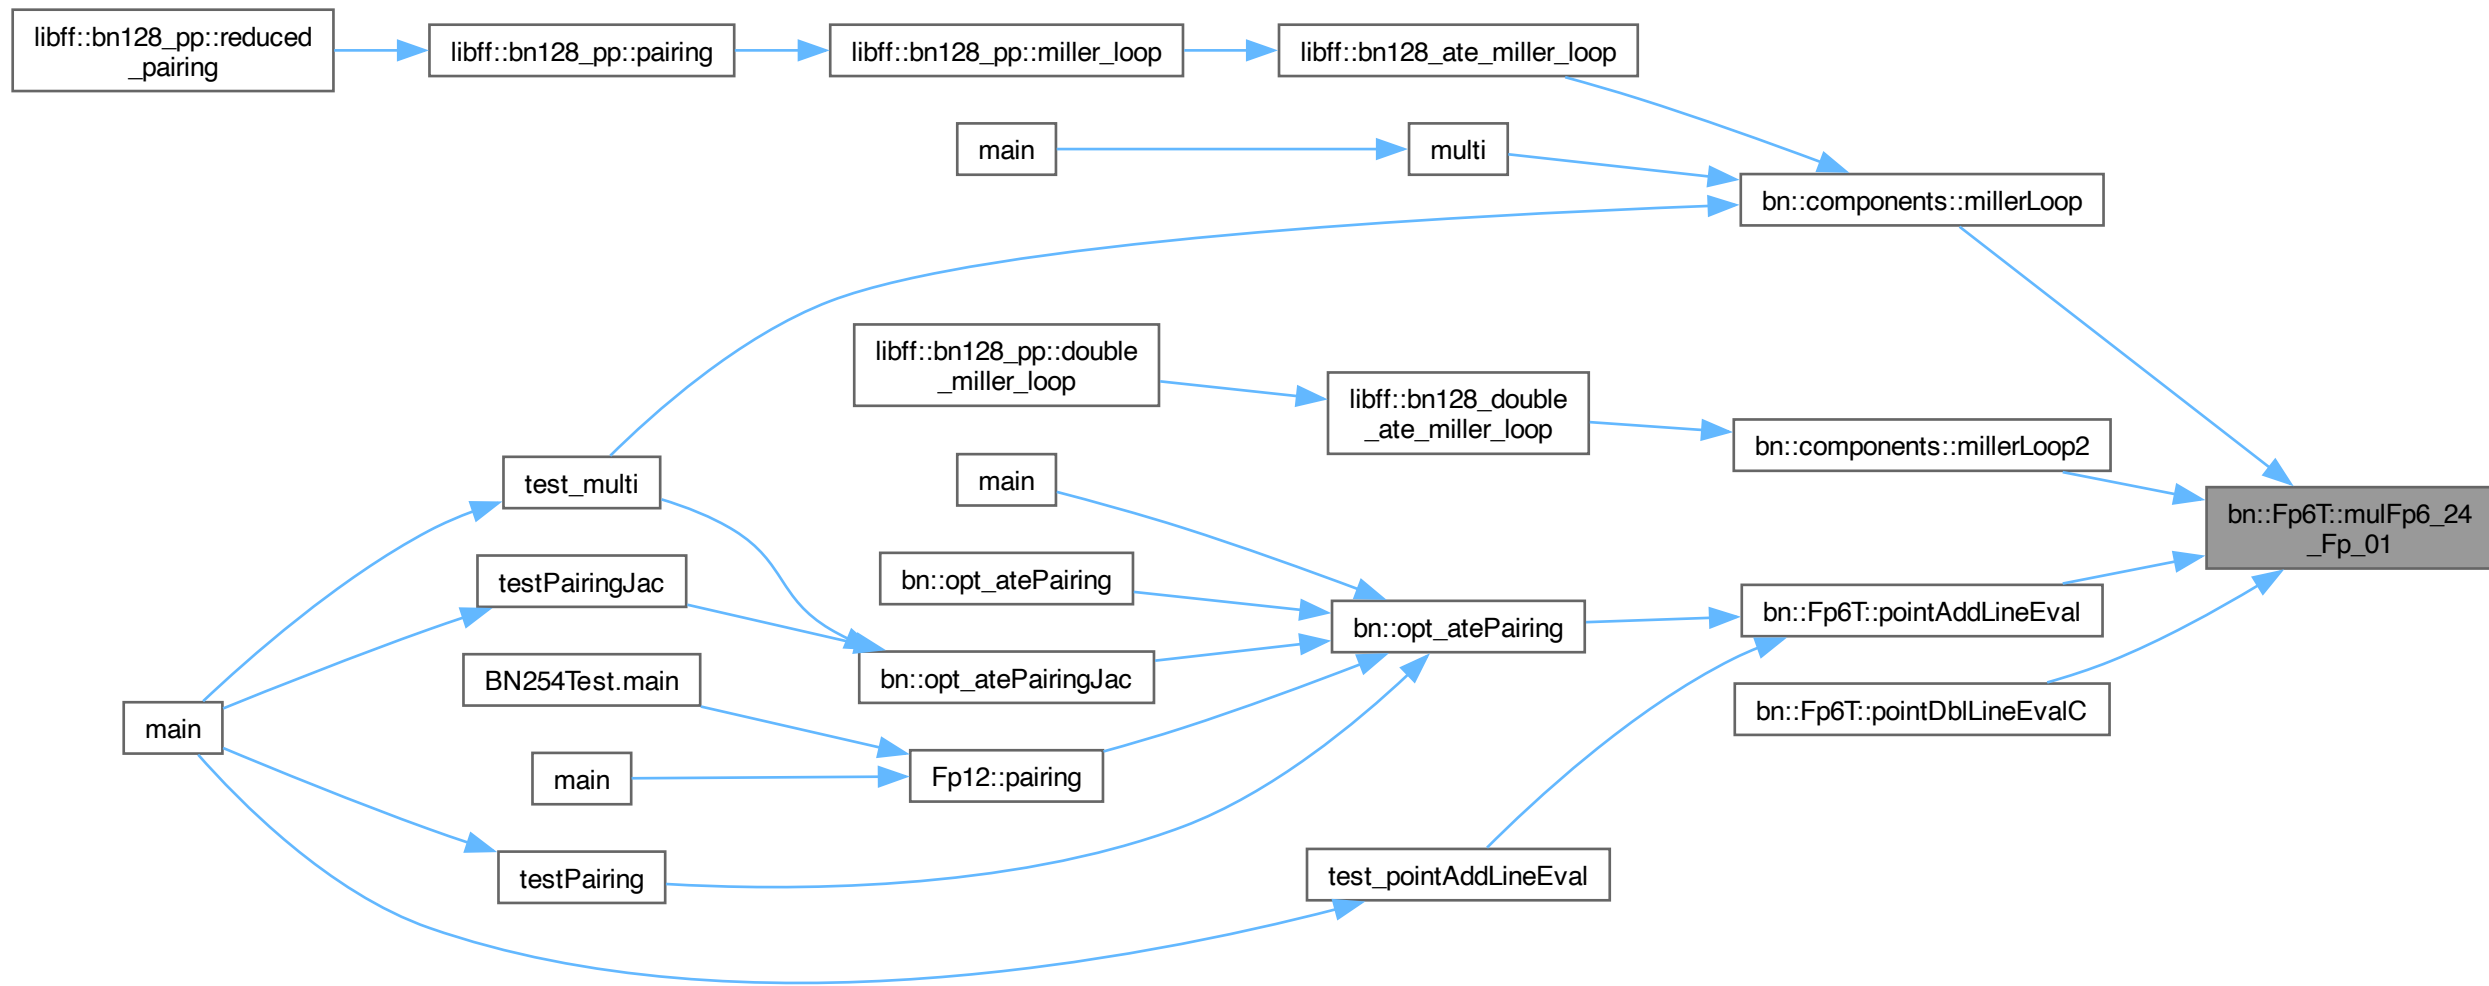 libff::bn128_pp::reduced
_pairing
libff::bn128_pp::pairing
libff::bn128_pp::miller_loop
libff::bn128_ate_miller_loop
main
multi
bn::components::millerLoop
libff::bn128_pp::double
_miller_loop
libff::bn128_double
_ate_miller_loop
bn::components::millerLoop2
main
test_multi
bn::Fp6T::mulFp6_24
_Fp_01
testPairingJac
bn::opt_atePairing
bn::opt_atePairing
bn::Fp6T::pointAddLineEval
BN254Test.main
bn::opt_atePairingJac
bn::Fp6T::pointDblLineEvalC
main
main
Fp12::pairing
testPairing
test_pointAddLineEval